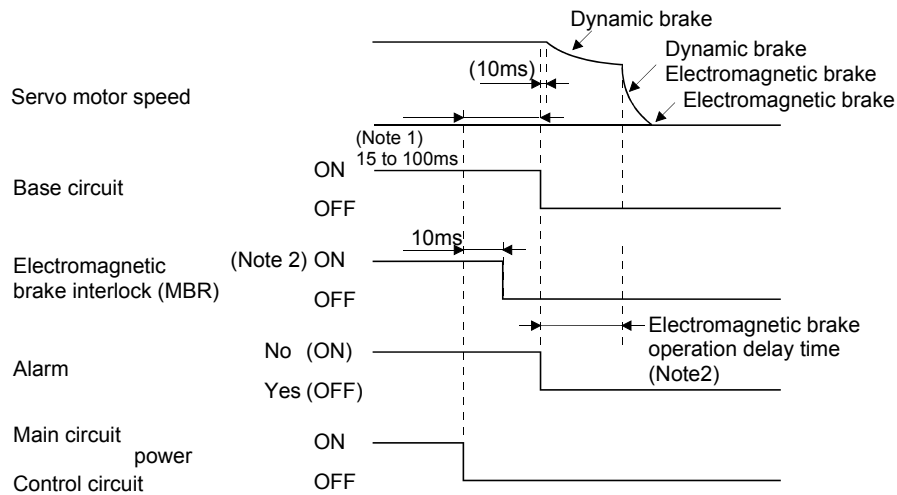 Dynamic brake
Dynamic brake
Electromagnetic brake
Electromagnetic brake
(10ms)
Servo motor speed
(Note 1)
15 to 100ms
Base circuit
ON
OFF
10ms
Electromagnetic
brake interlock (MBR)
(Note 2) ON
OFF
Electromagnetic brake
operation delay time
(Note2)
Alarm
No (ON)
Yes (OFF)
Main circuit
power
Control circuit
ON
OFF